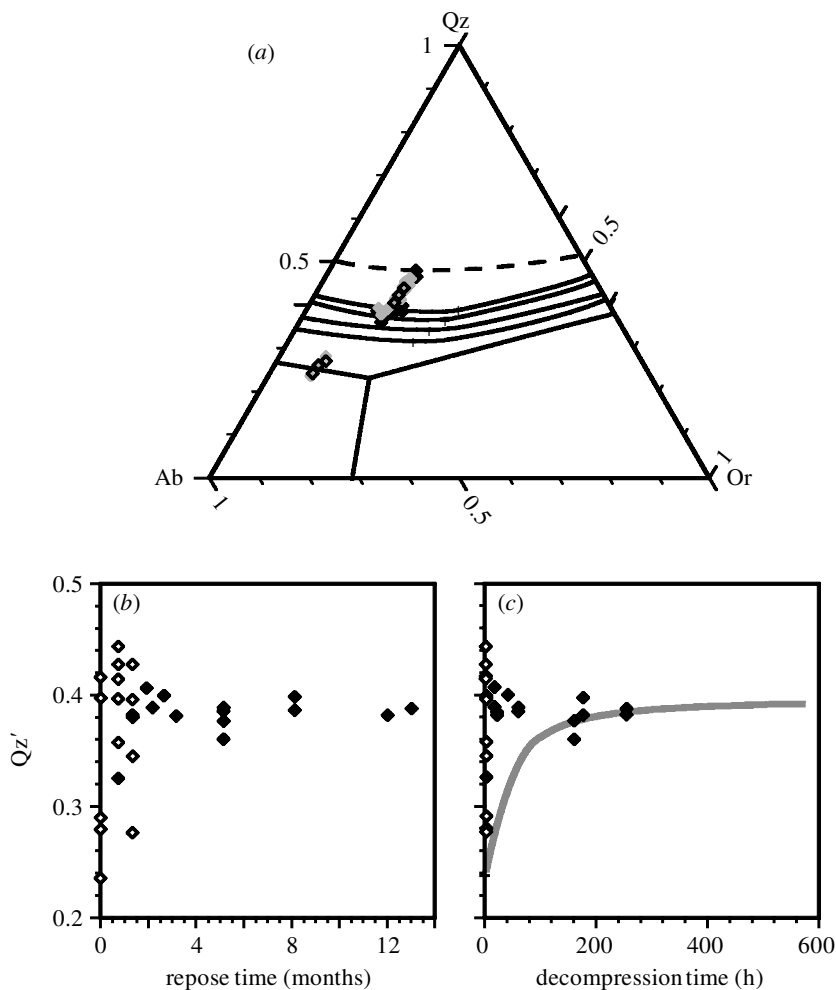 Qz
(a)
1
0.5
0.5
Ab
Or
1
0.5
1
(b)
(c)
0.5
0.4
0.3
0.2
Qz′
0
4
8
12
0
200
400
600
repose time (months)
decompression time (h)